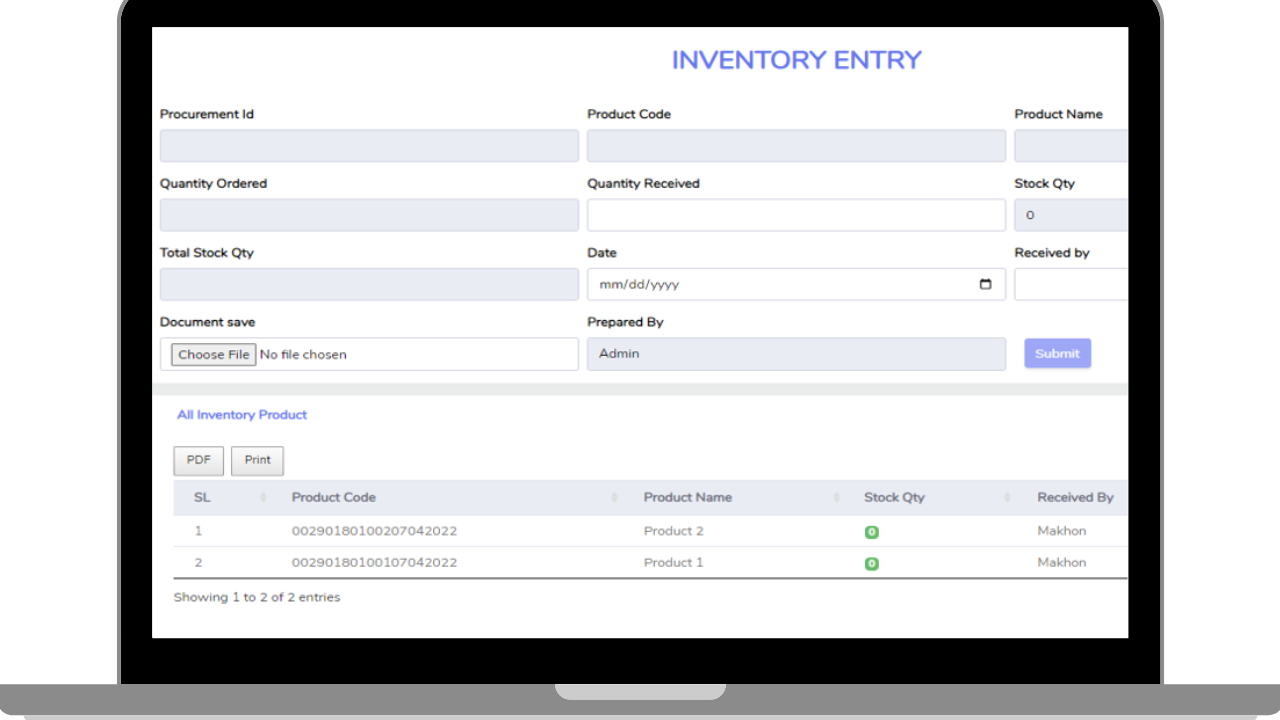 INVENTORY ENTRY
Procurement Id Product Code Product Name
Quantity Ordered Quantity Received Stock Qty
0
Total Stock Qty Date Received by
mm/dd/yyyy
Document save Prepared By
Choose File No file chosen Admin Submit
All Inventory Product
PDF Print
SL Product Code Product Name Stock Qty Received By
1 00290180100207042022 Product 2 0 Makhon
2 00290180100107042022 Product 1 0 Makhon
Showing 1 to 2 of 2 entries